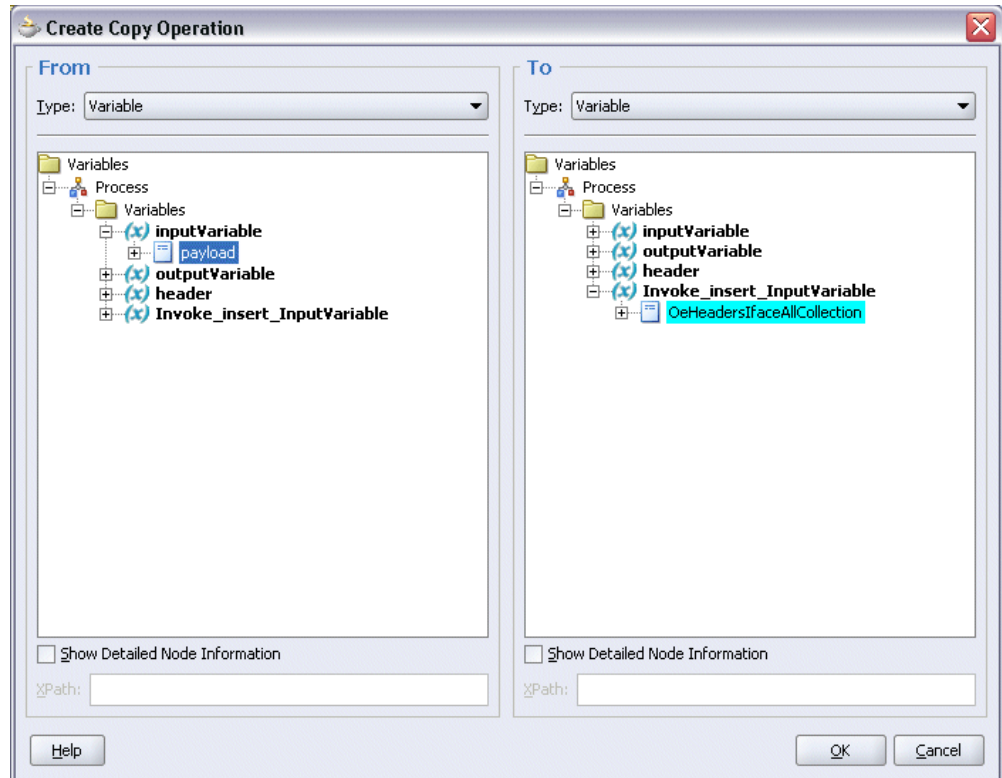 Create Copy Operation
From
Type: Variable
Variables
Process
Variables
(x) inputVariable
payload
(x) outputVariable
(x) header
(x) Invoke_insert_InputVariable
Show Detailed Node Information
XPath:
To
Type: Variable
Variables
Process
Variables
(x) inputVariable
(x) outputVariable
(x) header
(x) Invoke_insert_InputVariable
OeHeadersIfaceAllCollection
Show Detailed Node Information
XPath:
Help
OK
Cancel